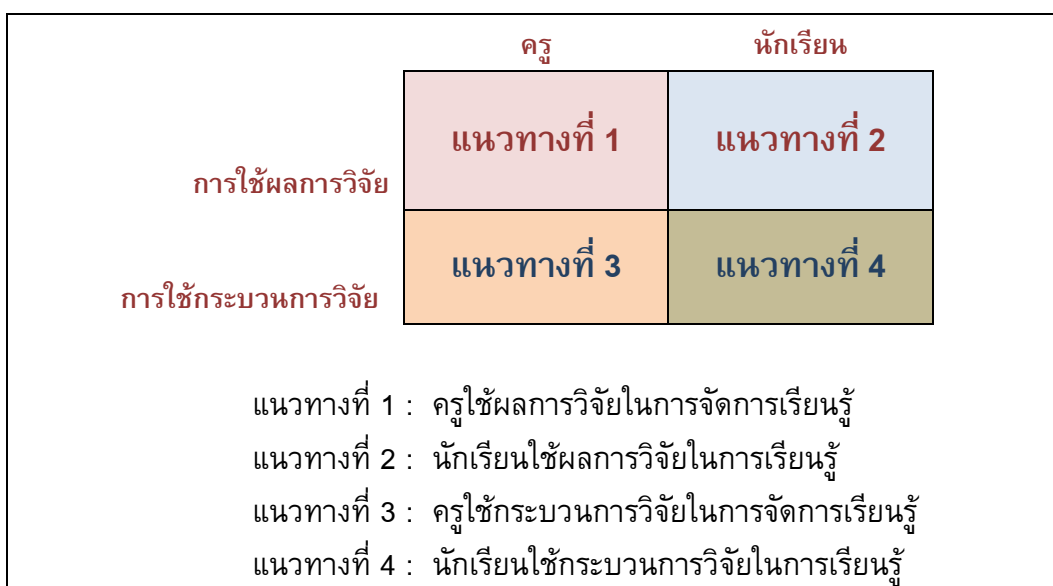 ครู นักเรียน
แนวทางที่ 1 แนวทางที่ 2
การใช้ผลการวิจัย
แนวทางที่ 3 แนวทางที่ 4
การใช้กระบวนการวิจัย
แนวทางที่ 1 : ครูใช้ผลการวิจัยในการจัดการเรียนรู้
แนวทางที่ 2 : นักเรียนใช้ผลการวิจัยในการเรียนรู้
แนวทางที่ 3 : ครูใช้กระบวนการวิจัยในการจัดการเรียนรู้
แนวทางที่ 4 : นักเรียนใช้กระบวนการวิจัยในการเรียนรู้